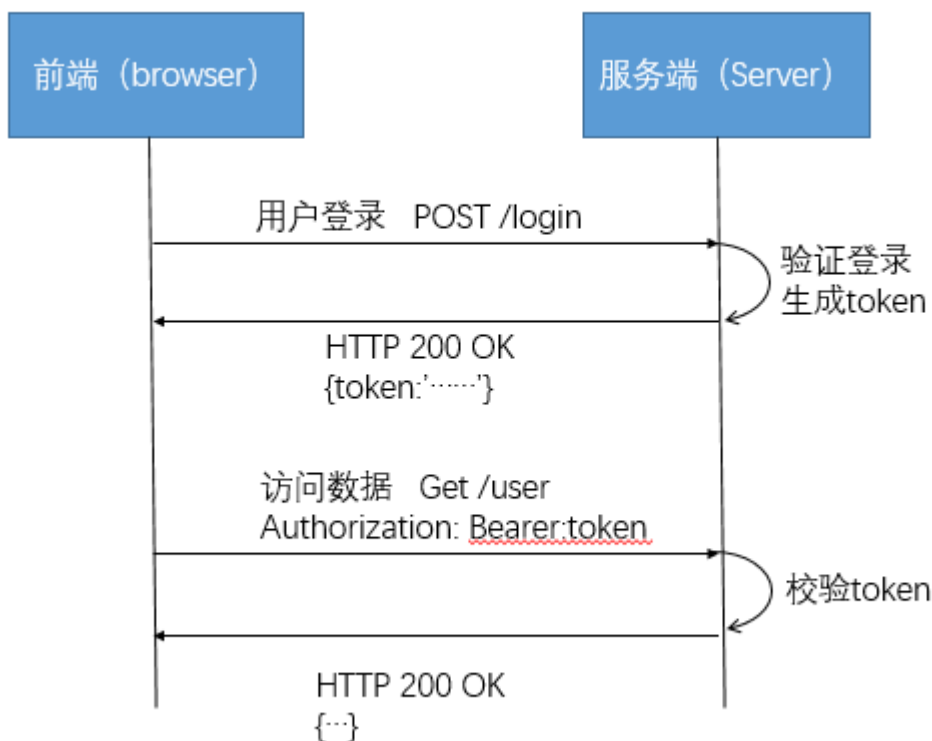 前端（browser）
服务端（Server）
用户登录 POST /login
验证登录
生成token
HTTP 200 OK
{token:’······’}
访问数据 Get /user
Authorization: Bearer:token
校验token
HTTP 200 OK
{···}